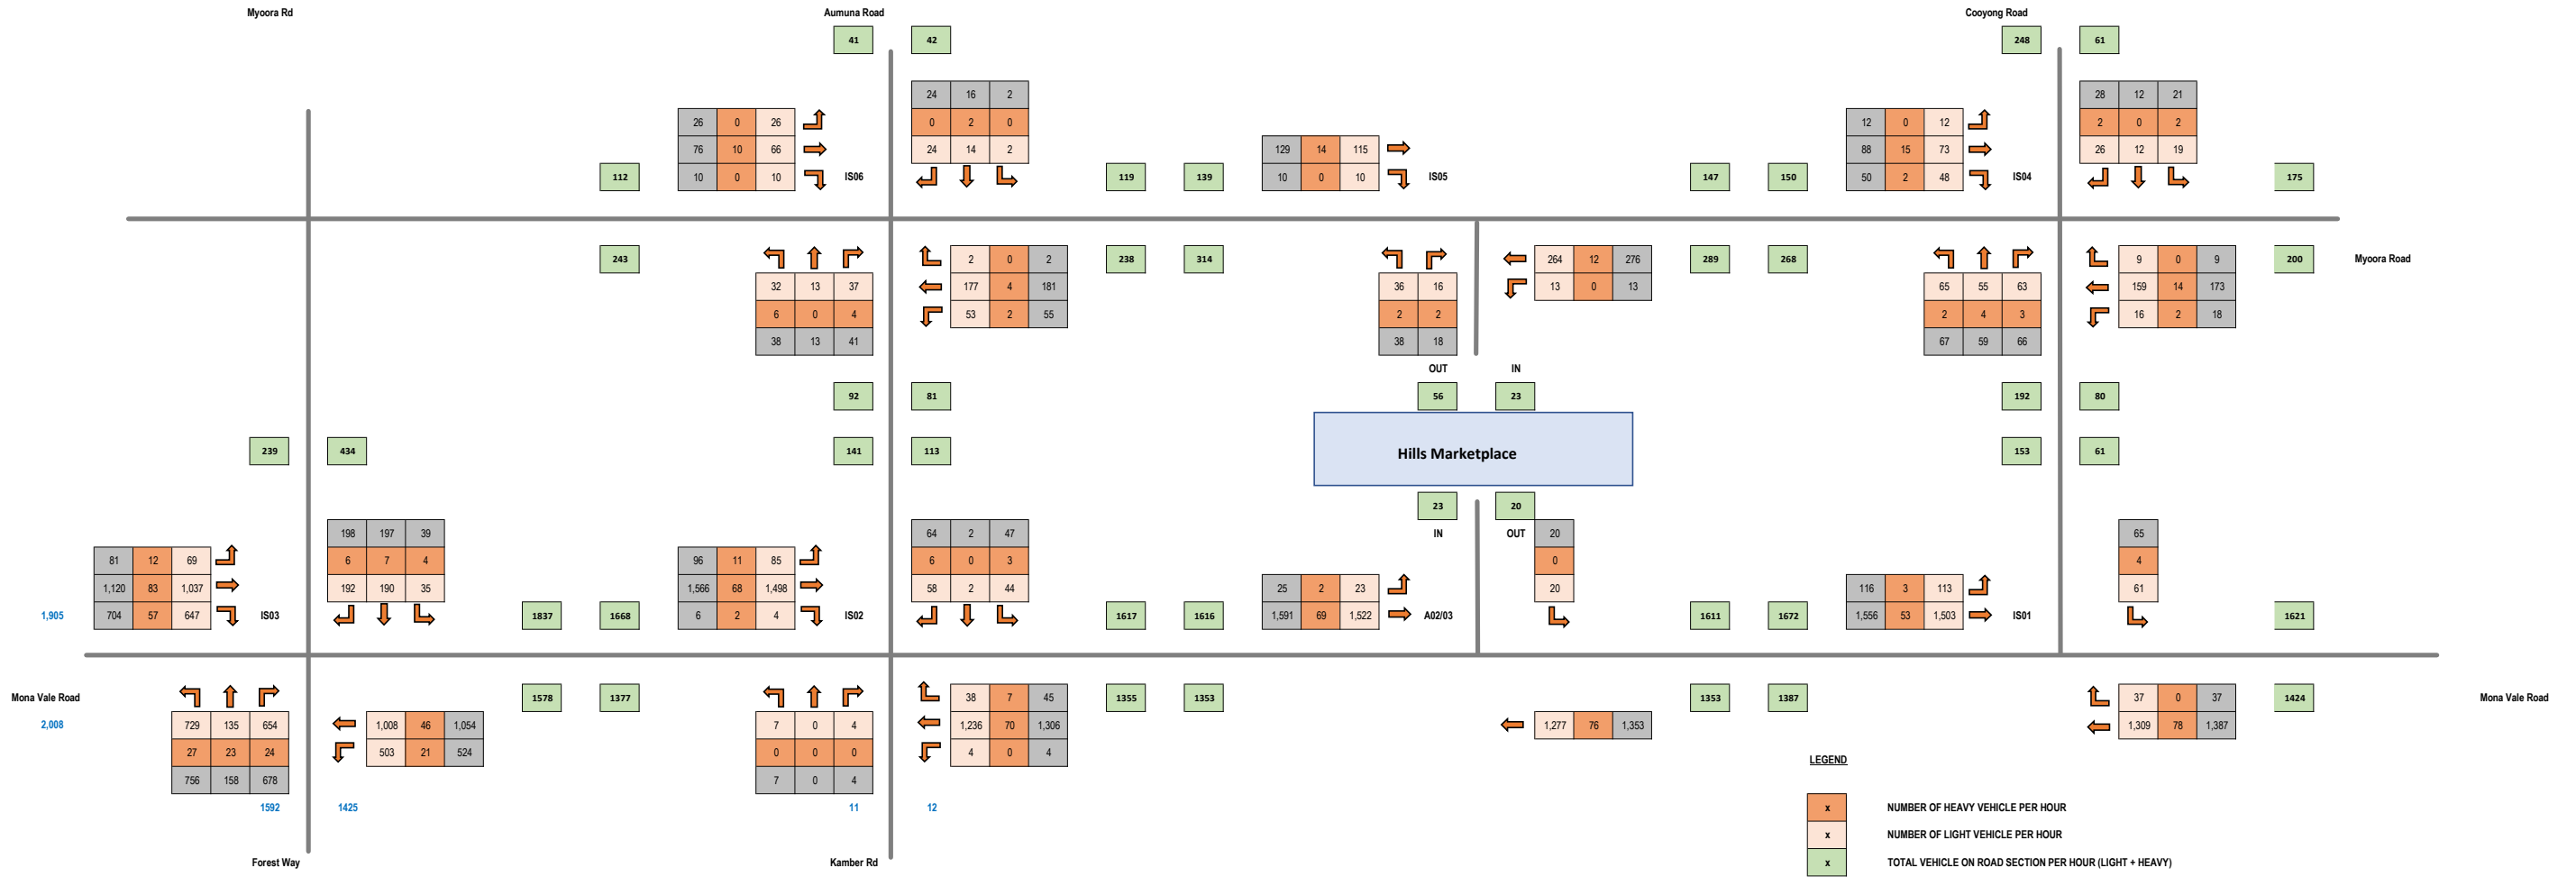 Myoora Rd Aumuna Road Cooyong Road
41 42 248 61
24 16 2 28 12 21
26 0 26 0 2 0 12 0 12 2 0 2
76 10 66 24 14 2 129 14 115 88 15 73 26 12 19
112 10 0 10 IS06 119 139 10 0 10 IS05 147 150 50 2 48 IS04 175
243 2 0 2 238 314 264 12 276 289 268 9 0 9 200 Myoora Road
32 13 37 177 4 181 36 16 13 0 13 65 55 63 159 14 173
6 0 4 53 2 55 2 2 2 4 3 16 2 18
38 13 41 38 18 67 59 66
OUT IN
92 81 56 23 192 80
239 434 141 113 Hills Marketplace 153 61
23 20
198 197 39 64 2 47 IN OUT 20 65
81 12 69 6 7 4 96 11 85 6 0 3 0 4
1,120 83 1,037 192 190 35 1,566 68 1,498 58 2 44 25 2 23 20 116 3 113 61
1,905 704 57 647 IS03 1837 1668 6 2 4 IS02 1617 1616 1,591 69 1,522 A02/03 1611 1672 1,556 53 1,503 IS01 1621
Mona Vale Road 1578 1377 38 7 45 1355 1353 1353 1387 37 0 37 1424 Mona Vale Road
2,008 729 135 654 1,008 46 1,054 7 0 4 1,236 70 1,306 1,277 76 1,353 1,309 78 1,387
27 23 24 503 21 524 0 0 0 4 0 4
756 158 678 7 0 4
LEGEND
1592 1425 11 12 x NUMBER OF HEAVY VEHICLE PER HOUR
x NUMBER OF LIGHT VEHICLE PER HOUR
Forest Way Kamber Rd x TOTAL VEHICLE ON ROAD SECTION PER HOUR (LIGHT + HEAVY)